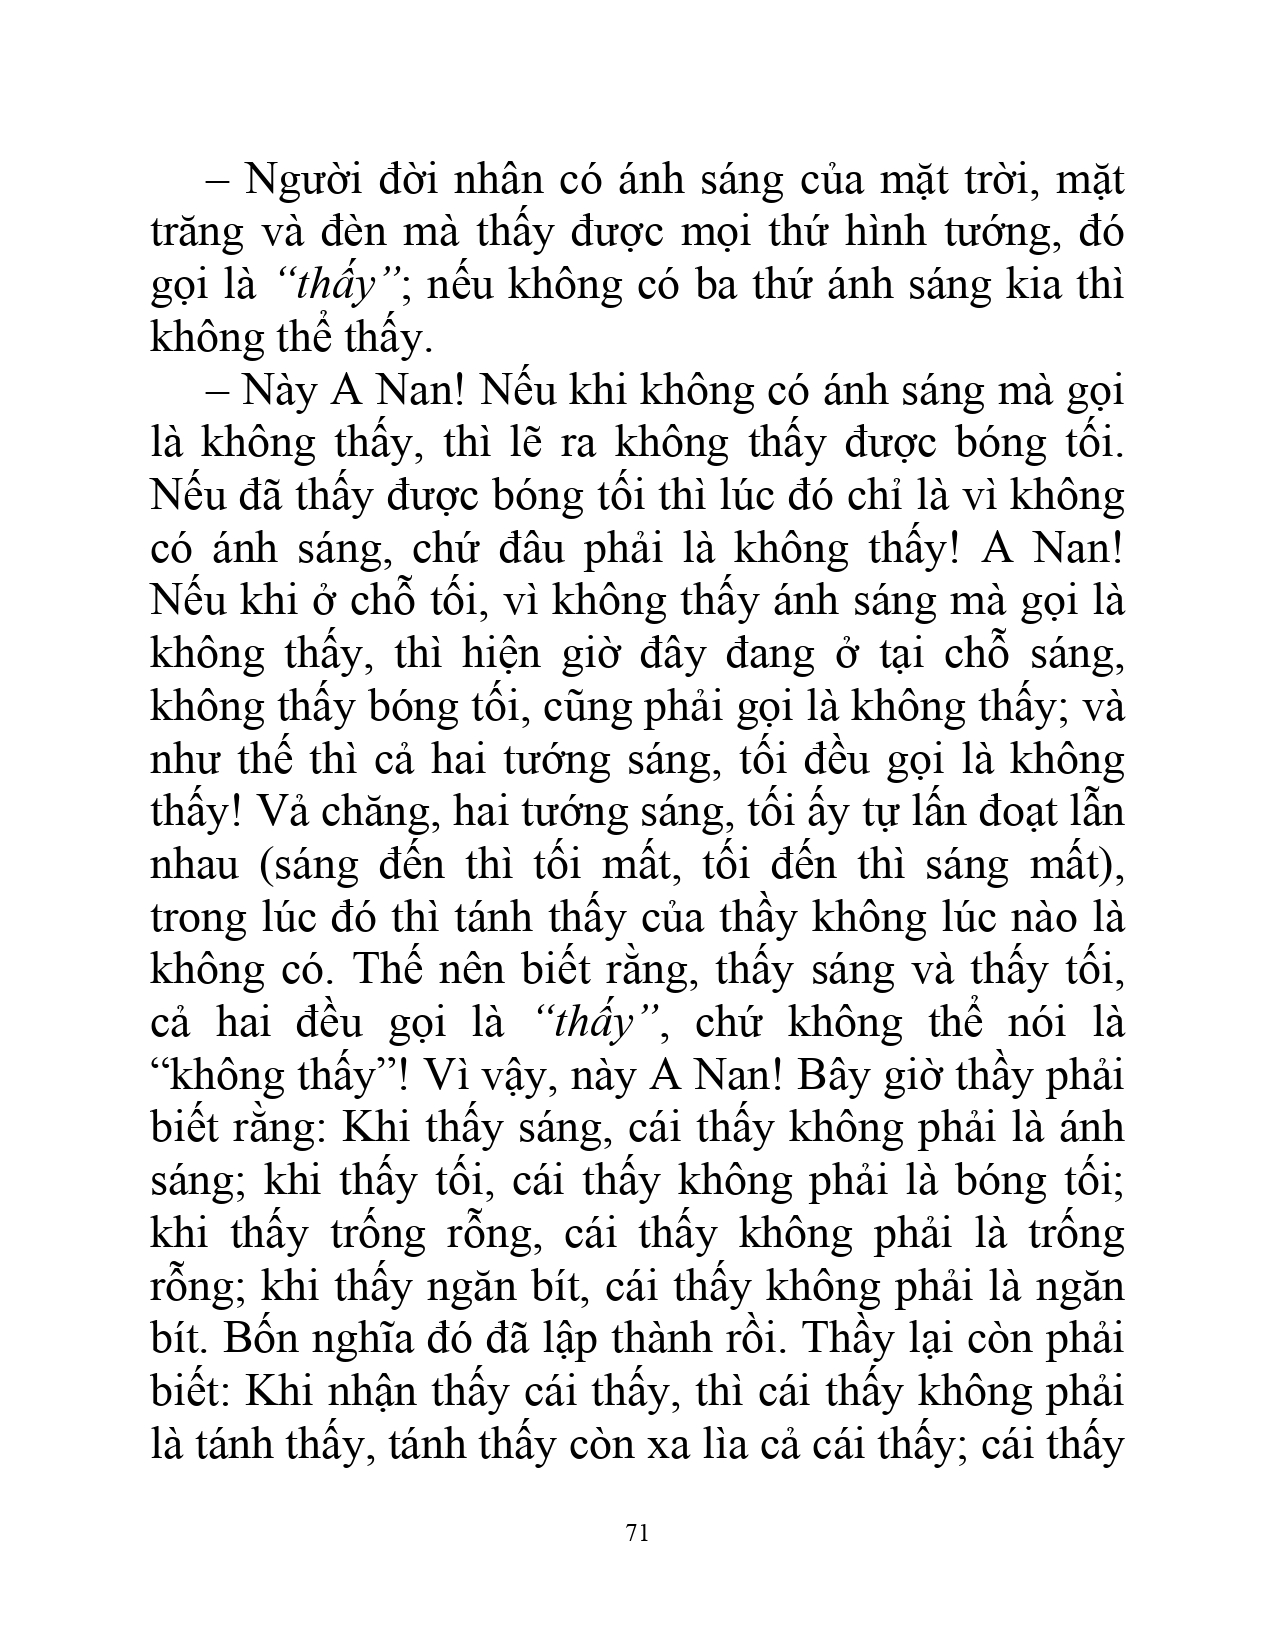 – Người đời nhân có ánh sáng của mặt trời, mặt
trăng và đèn mà thấy được mọi thứ hình tướng, đó
gọi là “thấy”; nếu không có ba thứ ánh sáng kia thì
không thể thấy.
– Này A Nan! Nếu khi không có ánh sáng mà gọi
là không thấy, thì lẽ ra không thấy được bóng tối.
Nếu đã thấy được bóng tối thì lúc đó chỉ là vì không
có ánh sáng, chứ đâu phải là không thấy! A Nan!
Nếu khi ở chỗ tối, vì không thấy ánh sáng mà gọi là
không thấy, thì hiện giờ đây đang ở tại chỗ sáng,
không thấy bóng tối, cũng phải gọi là không thấy; và
như thế thì cả hai tướng sáng, tối đều gọi là không
thấy! Vả chăng, hai tướng sáng, tối ấy tự lấn đoạt lẫn
nhau (sáng đến thì tối mất, tối đến thì sáng mất),
trong lúc đó thì tánh thấy của thầy không lúc nào là
không có. Thế nên biết rằng, thấy sáng và thấy tối,
cả hai đều gọi là “thấy”, chứ không thể nói là
“không thấy”! Vì vậy, này A Nan! Bây giờ thầy phải
biết rằng: Khi thấy sáng, cái thấy không phải là ánh
sáng; khi thấy tối, cái thấy không phải là bóng tối;
khi thấy trống rỗng, cái thấy không phải là trống
rỗng; khi thấy ngăn bít, cái thấy không phải là ngăn
bít. Bốn nghĩa đó đã lập thành rồi. Thầy lại còn phải
biết: Khi nhận thấy cái thấy, thì cái thấy không phải
là tánh thấy, tánh thấy còn xa lìa cả cái thấy; cái thấy
71